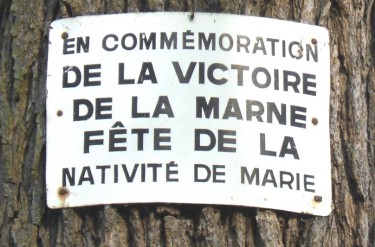 EN COMMÉMORATION
DE LA VICTOIRE
DE LA MARNE
FÊTE DE LA
NATIVITÉ DE MARIE